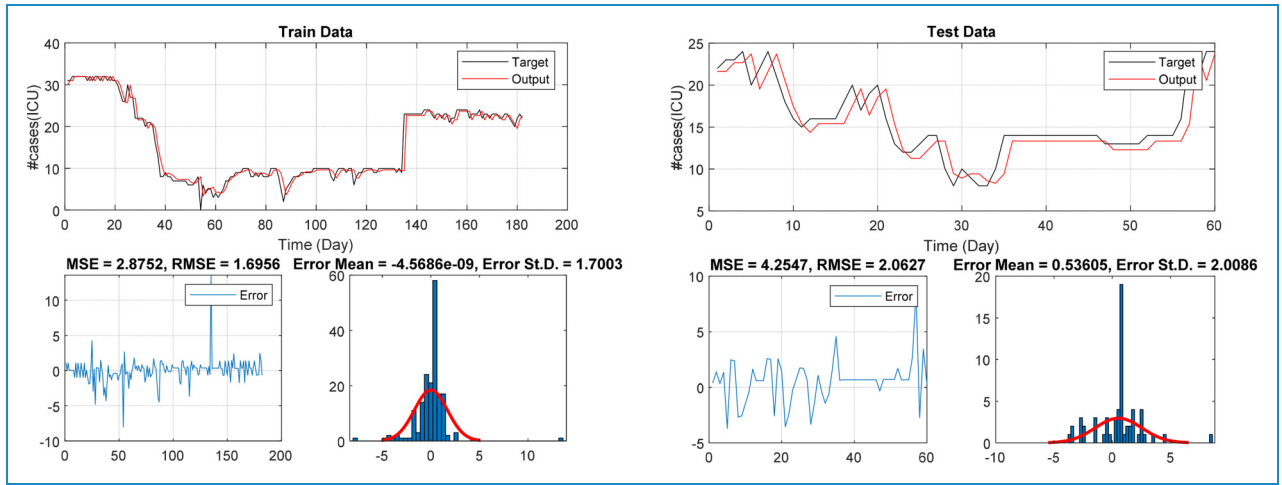 Train Data
40
30
20
10
0
#cases(ICU)
Target
Output
0 20 40 60 80 100 120 140 160 180 200
Time (Day)
Test Data
25
20
15
10
5
#cases(ICU)
Target
Output
0 10 20 30 40 50 60
Time (Day)
MSE = 2.8752, RMSE = 1.6956
10
5
0
-5
-10
Error
0 50 100 150 200
Error Mean = -4.5686e-09, Error St.D. = 1.7003
60
40
20
0
-5 0 5 10
MSE = 4.2547, RMSE = 2.0627
10
5
0
-5
Error
0 20 40 60
Error Mean = 0.53605, Error St.D. = 2.0086
20
15
10
5
0
-10 -5 0 5